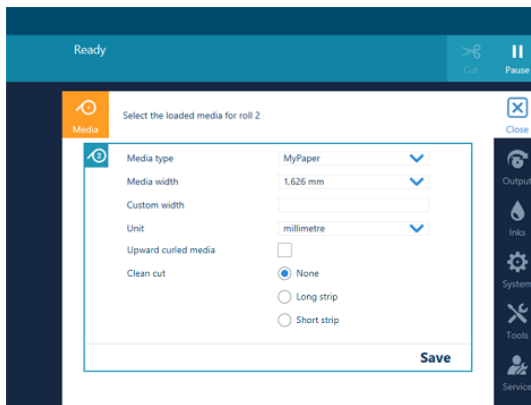 Ready
Cut
Pause
Media
Select the loaded media for roll 2
Close
2
Media type MyPaper
Media width 1,626 mm
Custom width
Unit millimetre
Upward curled media
Clean cut None
Long strip
Short strip
Save
Output
Inks
System
Tools
Service